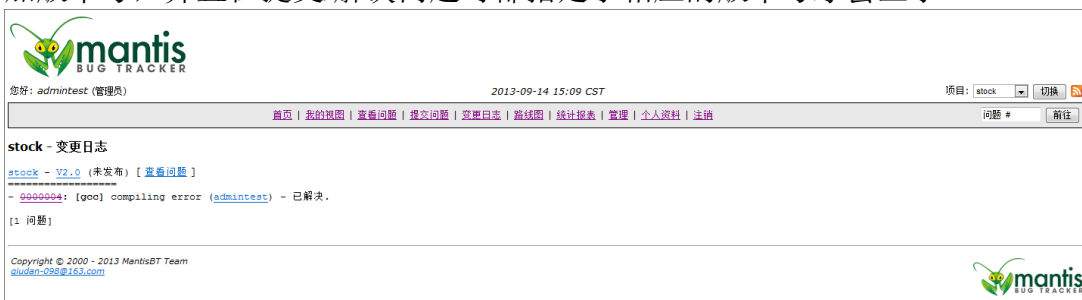 mantis
BUG TRACKER
您好: admintest (管理员)
2013-09-14 15:09 CST
项目: stock 切换
首页 | 我的视图 | 查看问题 | 提交问题 | 变更日志 | 路线图 | 统计报表 | 管理 | 个人资料 | 注销
问题 # 前往
stock - 变更日志
stock - V2.0 (未发布) [ 查看问题 ]
==================
- 0000004: [gcc] compiling error (admintest) - 已解决.
[1 问题]
Copyright © 2000 - 2013 MantisBT Team
qiudan-098@163.com
mantis
BUG TRACKER